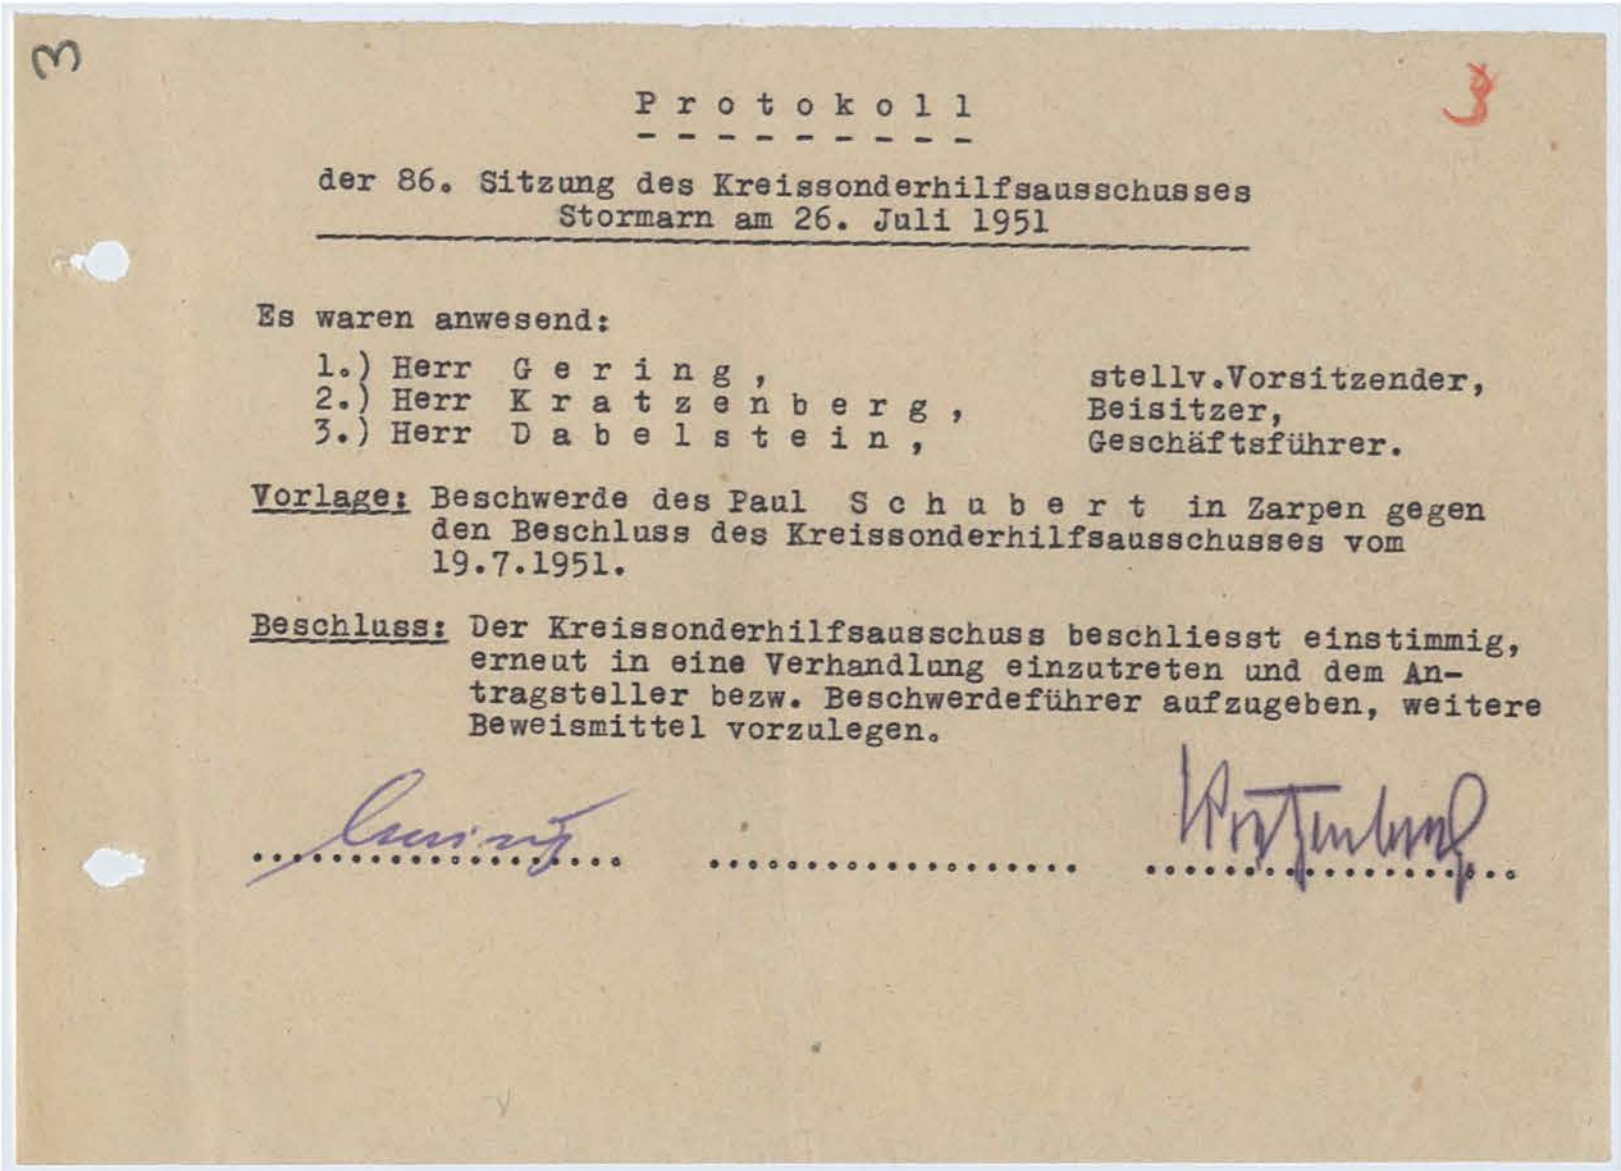 3
3
P r o t o k o l l
- - - - - - - - -
der 86. Sitzung des Kreissonderhilfsausschusses
Stormarn am 26. Juli 1951
Es waren anwesend:
1.) Herr G e r i n g , stellv.Vorsitzender,
2.) Herr K r a t z e n b e r g , Beisitzer,
3.) Herr D a b e l s t e i n , Geschäftsführer.
Vorlage: Beschwerde des Paul S c h u b e r t in Zarpen gegen
den Beschluss des Kreissonderhilfsausschusses vom
19.7.1951.
Beschluss: Der Kreissonderhilfsausschuss beschliesst einstimmig,
erneut in eine Verhandlung einzutreten und dem An-
tragsteller bezw. Beschwerdeführer aufzugeben, weitere
Beweismittel vorzulegen.
Gering Kratzenberg